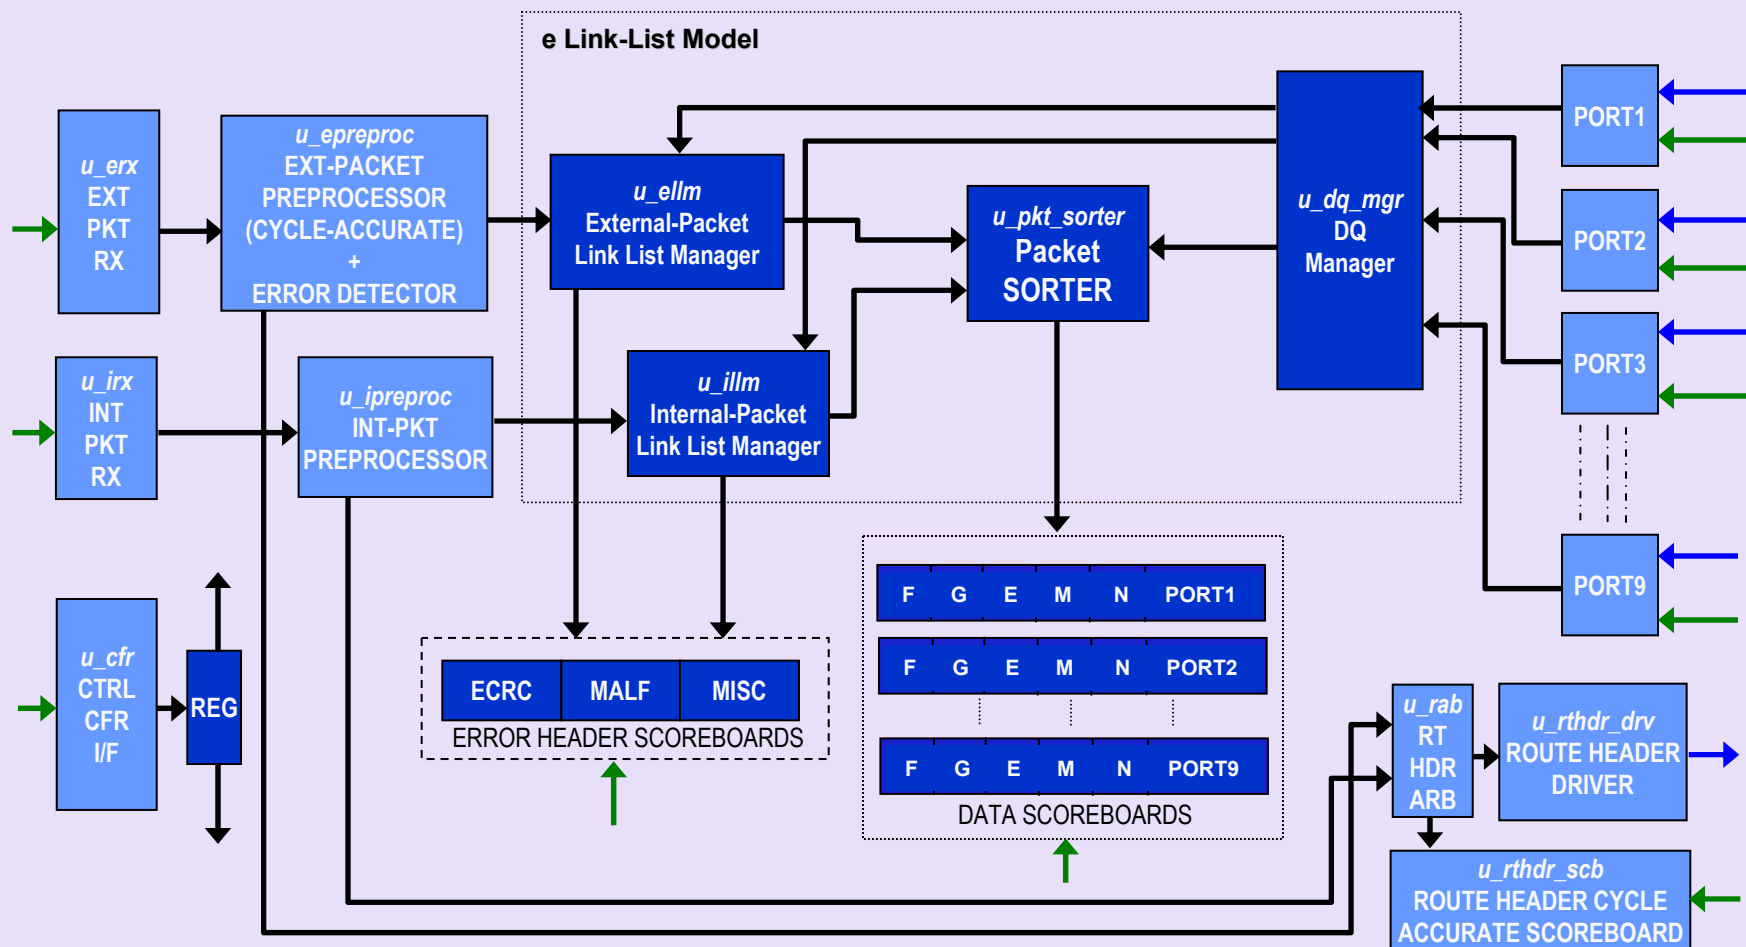 e Link-List Model
u_erx
EXT
PKT
RX
u_epreproc
EXT-PACKET
PREPROCESSOR
(CYCLE-ACCURATE)
+
ERROR DETECTOR
u_ellm
External-Packet
Link List Manager
u_pkt_sorter
Packet
SORTER
u_dq_mgr
DQ
Manager
PORT1
PORT2
PORT3
PORT9
u_irx
INT
PKT
RX
u_ipreproc
INT-PKT
PREPROCESSOR
u_illm
Internal-Packet
Link List Manager
u_cfr
CTRL
CFR
I/F
REG
ECRC MALF MISC
ERROR HEADER SCOREBOARDS
F G E M N PORT1
F G E M N PORT2
F G E M N PORT9
DATA SCOREBOARDS
u_rab
RT
HDR
ARB
u_rthdr_drv
ROUTE HEADER
DRIVER
u_rthdr_scb
ROUTE HEADER CYCLE
ACCURATE SCOREBOARD